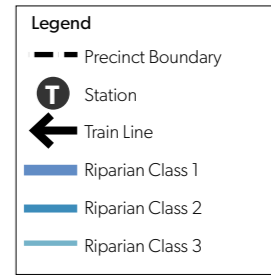 Legend
Precinct Boundary
T Station
Train Line
Riparian Class 1
Riparian Class 2
Riparian Class 3